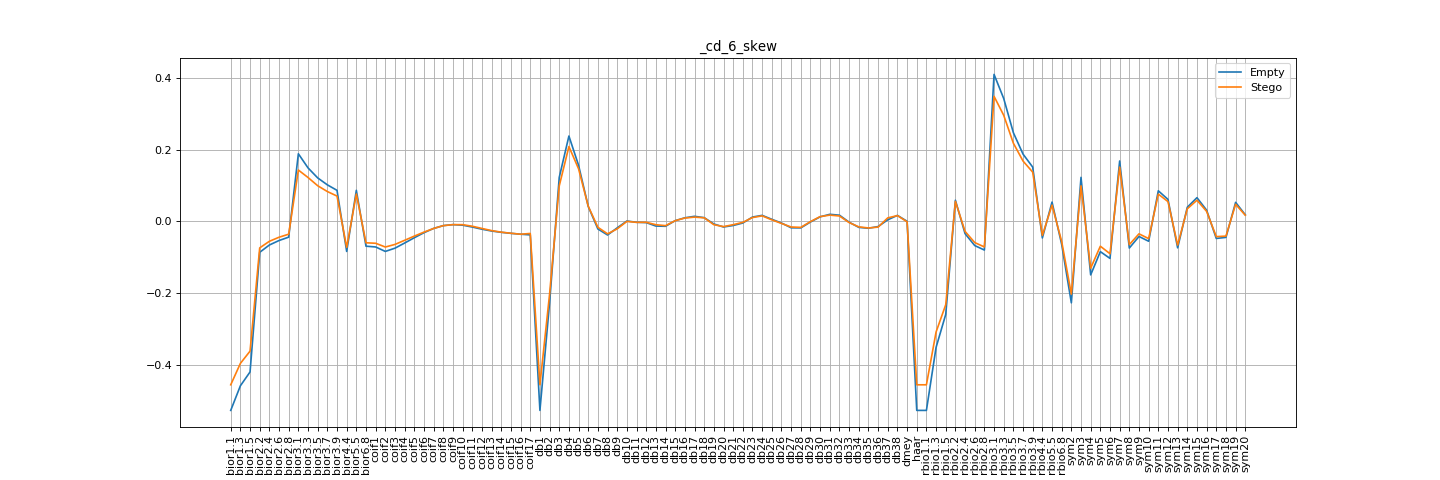 _cd_6_skew
Empty
Stego
0.4
0.2
0.0
−0.2
−0.4
bior1.1
bior1.3
bior1.5
bior2.2
bior2.4
bior2.6
bior2.8
bior3.1
bior3.3
bior3.5
bior3.7
bior3.9
bior4.4
bior5.5
bior6.8
coif1
coif2
coif3
coif4
coif5
coif6
coif7
coif8
coif9
coif10
coif11
coif12
coif13
coif14
coif15
coif16
coif17
db1
db2
db3
db4
db5
db6
db7
db8
db9
db10
db11
db12
db13
db14
db15
db16
db17
db18
db19
db20
db21
db22
db23
db24
db25
db26
db27
db28
db29
db30
db31
db32
db33
db34
db35
db36
db37
db38
dmey
haar
rbio1.1
rbio1.3
rbio1.5
rbio2.2
rbio2.4
rbio2.6
rbio2.8
rbio3.1
rbio3.3
rbio3.5
rbio3.7
rbio3.9
rbio4.4
rbio5.5
rbio6.8
sym2
sym3
sym4
sym5
sym6
sym7
sym8
sym9
sym10
sym11
sym12
sym13
sym14
sym15
sym16
sym17
sym18
sym19
sym20